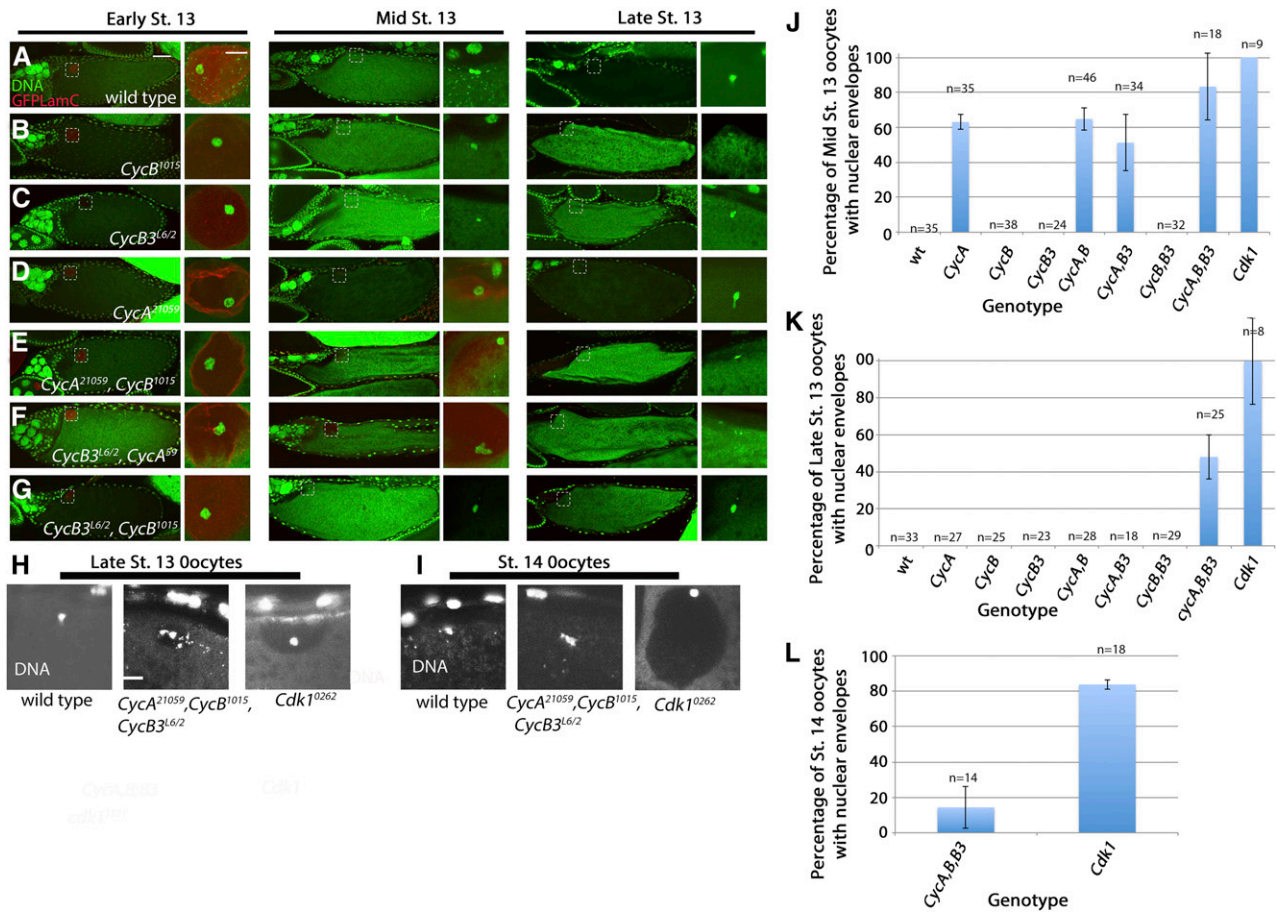 Early St. 13
Mid St. 13
Late St. 13
A
DNA
GFPLamC
wild type
B
CycB1015
C
CycB3L6/2
D
CycA21059
E
CycA21059, CycB1015
F
G
CycB3L6/2, CycB1015
H
Late St. 13 Oocytes
DNA
wild type
CycA21059,CycB1015,
CycB3L6/2
Cdk10262
I
St. 14 Oocytes
DNA
wild type
CycA21059,CycB1015,
CycB3L6/2
Cdk10262
DNA
CycA,B,B3
Cdk1
J
Percentage of Mid St. 13 oocytes
with nuclear envelopes
100
80
60
40
20
0
n=35
n=35
n=38
n=24
n=46
n=34
n=32
n=18
n=9
wt
CycA
CycB
CycB3
CycA,B
CycA,B3
CycB,B3
CycA,B,B3
Cdk1
Genotype
K
Percentage of Late St. 13 oocytes
with nuclear envelopes
00
80
60
40
20
0
n=33
n=27
n=25
n=23
n=28
n=18
n=29
n=25
n=8
wt
CycA
CycB
CycB3
CycA,B
CycA,B3
CycB,B3
cycA,B,B3
Cdk1
Genotype
L
Percentage of St. 14 oocytes
with nuclear envelopes
100
80
60
40
20
0
n=14
n=18
CycA,B,B3
Cdk1
Genotype